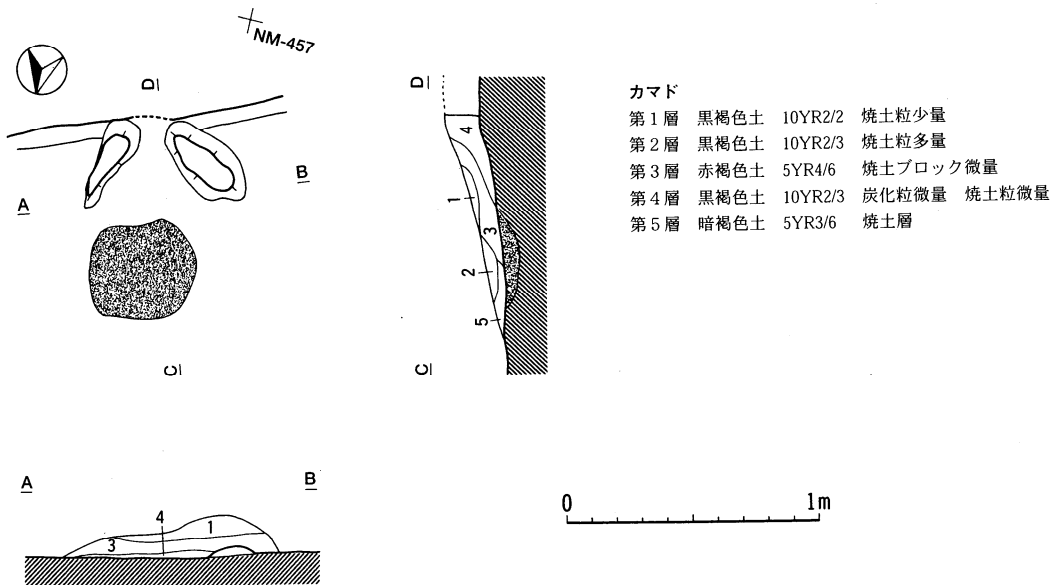 NM-457
D
B
A
C
D
4
1
3
2
5
C
カマド
第1層 黒褐色土 10YR2/2 焼土粒少量
第2層 黒褐色土 10YR2/3 焼土粒多量
第3層 赤褐色土 5YR4/6 焼土ブロック微量
第4層 黒褐色土 10YR2/3 炭化粒微量 焼土粒微量
第5層 暗褐色土 5YR3/6 焼土層
A
B
4
1
3
0 1m